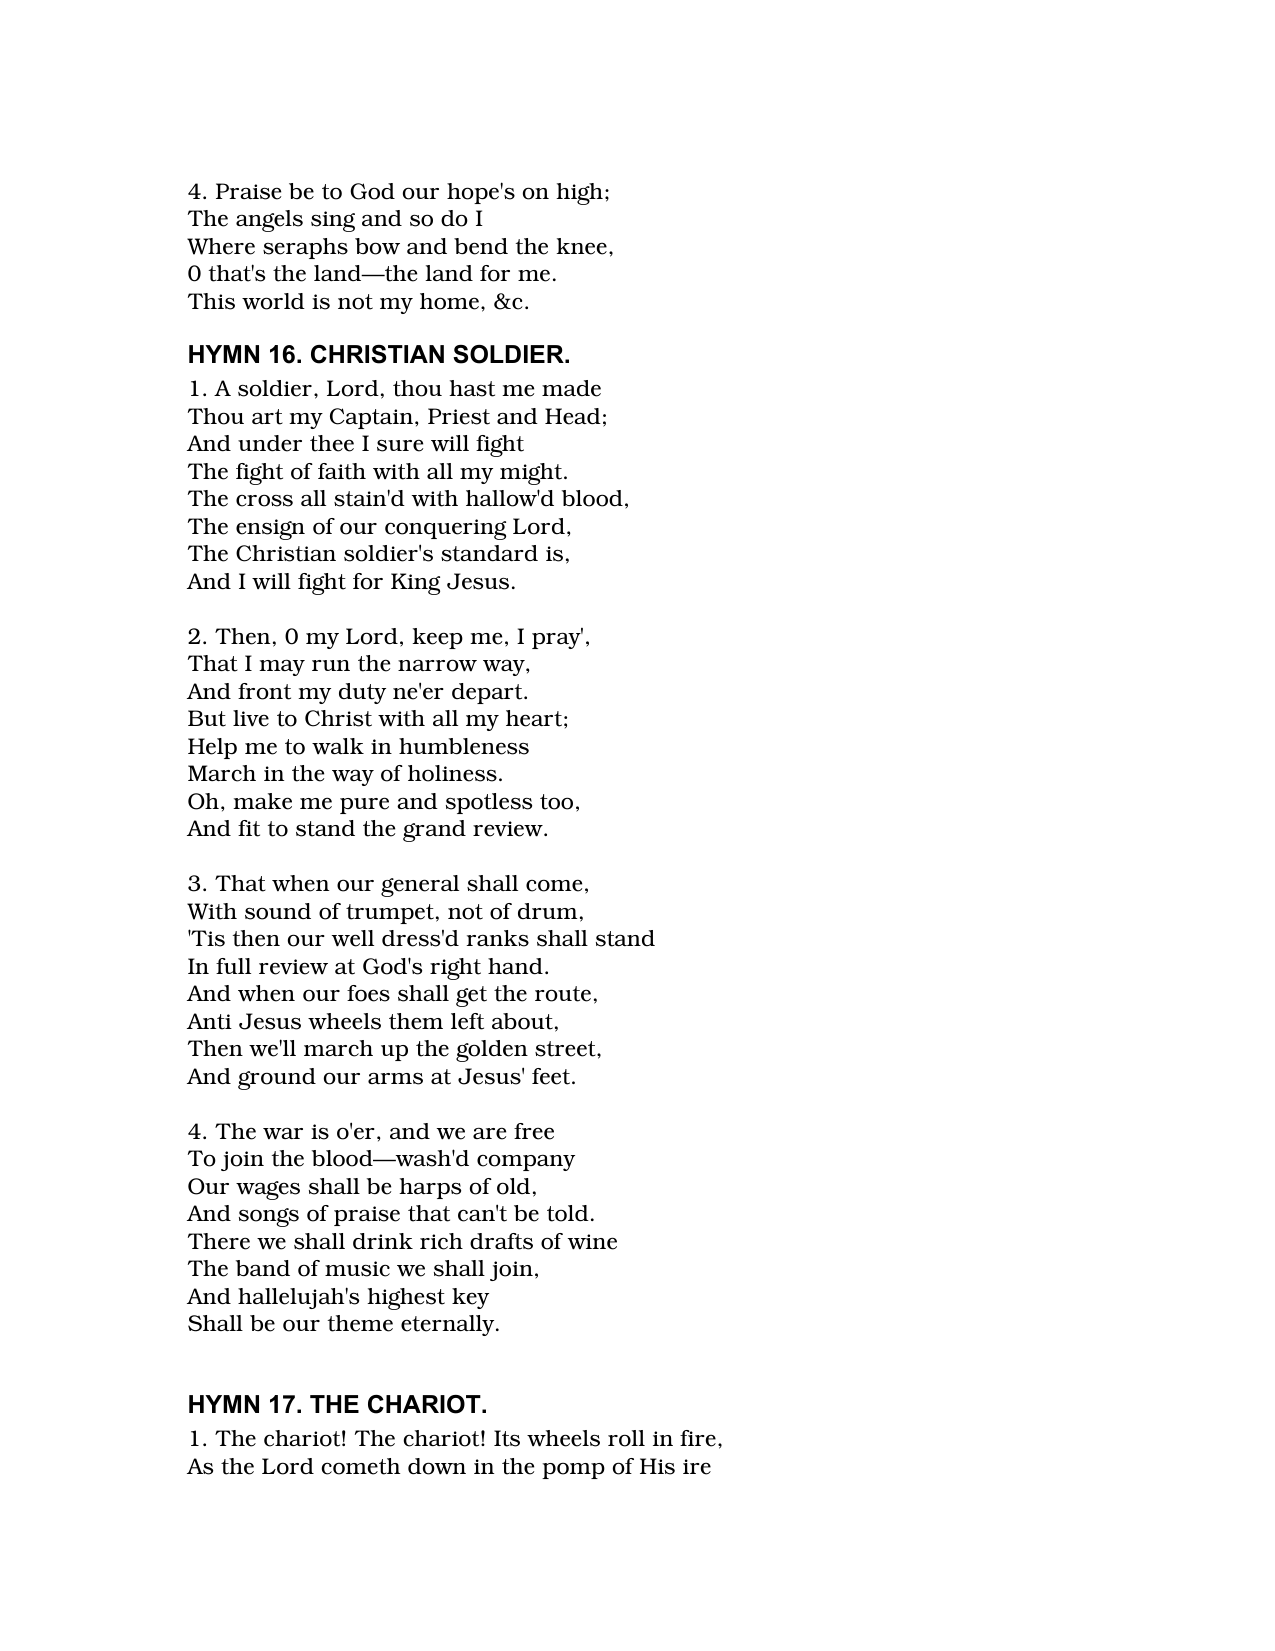 4. Praise be to God our hope's on high;
The angels sing and so do I
Where seraphs bow and bend the knee,
0 that's the land—the land for me.
This world is not my home, &c.
HYMN 16. CHRISTIAN SOLDIER.
1. A soldier, Lord, thou hast me made
Thou art my Captain, Priest and Head;
And under thee I sure will fight
The fight of faith with all my might.
The cross all stain'd with hallow'd blood,
The ensign of our conquering Lord,
The Christian soldier's standard is,
And I will fight for King Jesus.
2. Then, 0 my Lord, keep me, I pray',
That I may run the narrow way,
And front my duty ne'er depart.
But live to Christ with all my heart;
Help me to walk in humbleness
March in the way of holiness.
Oh, make me pure and spotless too,
And fit to stand the grand review.
3. That when our general shall come,
With sound of trumpet, not of drum,
'Tis then our well dress'd ranks shall stand
In full review at God's right hand.
And when our foes shall get the route,
Anti Jesus wheels them left about,
Then we'll march up the golden street,
And ground our arms at Jesus' feet.
4. The war is o'er, and we are free
To join the blood—wash'd company
Our wages shall be harps of old,
And songs of praise that can't be told.
There we shall drink rich drafts of wine
The band of music we shall join,
And hallelujah's highest key
Shall be our theme eternally.
HYMN 17. THE CHARIOT.
1. The chariot! The chariot! Its wheels roll in fire,
As the Lord cometh down in the pomp of His ire